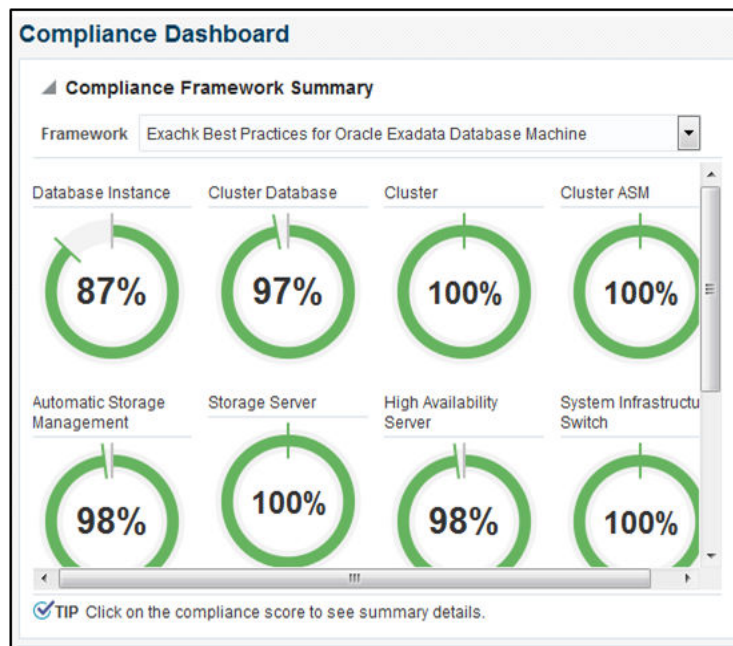 Compliance Dashboard
Compliance Framework Summary
Framework Exachk Best Practices for Oracle Exadata Database Machine
Database Instance Cluster Database Cluster Cluster ASM
87% 97% 100% 100%
Automatic Storage Storage Server High Availability System Infrastructu
Management Server Switch
98% 100% 98% 100%
TIP Click on the compliance score to see summary details.